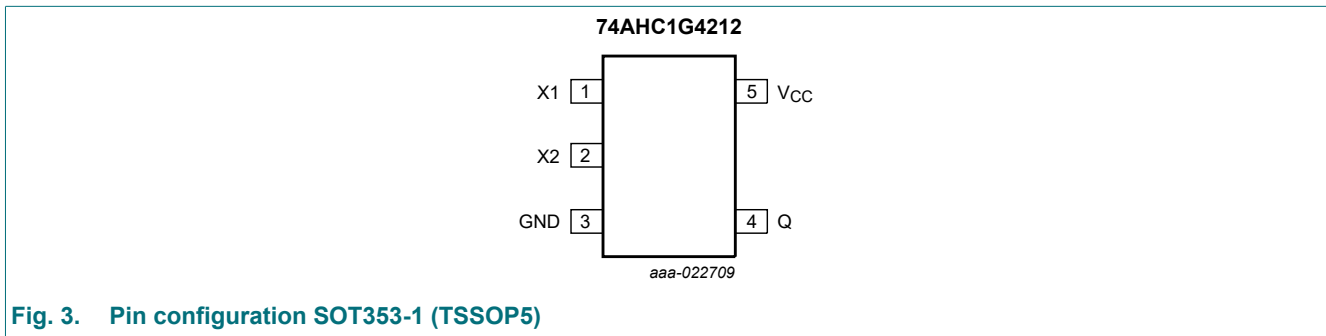 74AHC1G4212
X1 1 5 VCC
X2 2
GND 3 4 Q
aaa-022709
Fig. 3. Pin configuration SOT353-1 (TSSOP5)